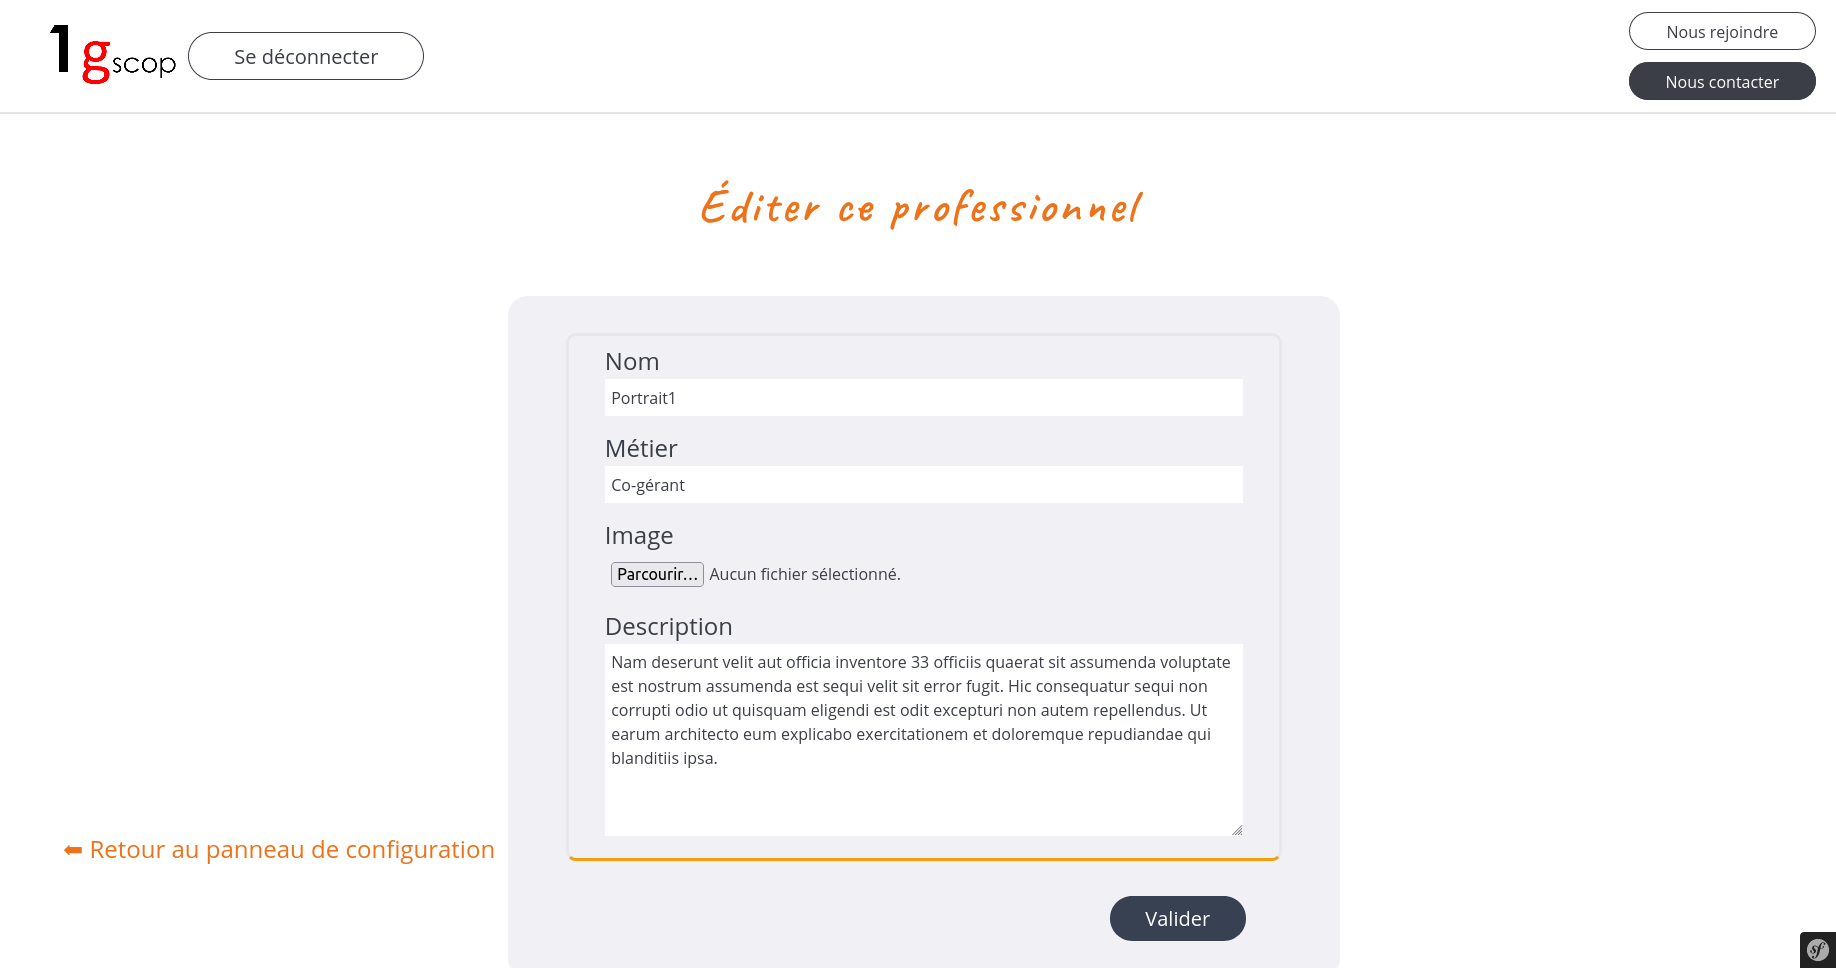 1gscop
Se déconnecter
Nous rejoindre
Nous contacter
Éditer ce professionnel
Nom
Portrait1
Métier
Co-gérant
Image
Parcourir... Aucun fichier sélectionné.
Description
Nam deserunt velit aut officia inventore 33 officiis quaerat sit assumenda voluptate
est nostrum assumenda est sequi velit sit error fugit. Hic consequatur sequi non
corrupti odio ut quisquam eligendi est odit excepturi non autem repellendus. Ut
earum architecto eum explicabo exercitationem et doloremque repudiandae qui
blanditiis ipsa.
⬅ Retour au panneau de configuration
Valider
sf